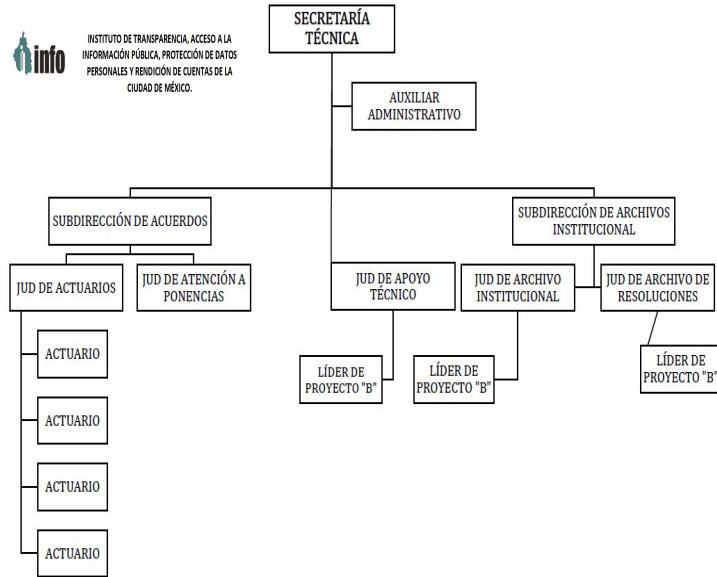 info
INSTITUTO DE TRANSPARENCIA, ACCESO A LA
INFORMACIÓN PÚBLICA, PROTECCIÓN DE DATOS
PERSONALES Y RENDICIÓN DE CUENTAS DE LA
CIUDAD DE MÉXICO.
SECRETARÍA
TÉCNICA
AUXILIAR
ADMINISTRATIVO
SUBDIRECCIÓN DE ACUERDOS
SUBDIRECCIÓN DE ARCHIVOS
INSTITUCIONAL
JUD DE ACTUARIOS
JUD DE ATENCIÓN A
PONENCIAS
JUD DE APOYO
TÉCNICO
JUD DE ARCHIVO
INSTITUCIONAL
JUD DE ARCHIVO DE
RESOLUCIONES
ACTUARIO
ACTUARIO
ACTUARIO
ACTUARIO
LÍDER DE
PROYECTO "B"
LÍDER DE
PROYECTO "B"
LÍDER DE
PROYECTO "B"